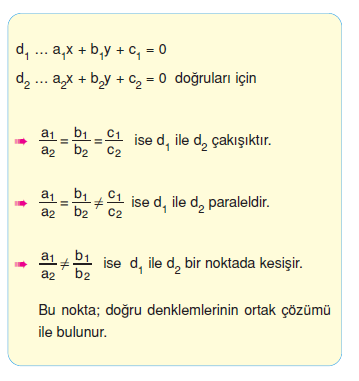 d₁ ... a₁x + b₁y + c₁ = 0
d₂ ... a₂x + b₂y + c₂ = 0 doğruları için
➠ a₁/a₂ = b₁/b₂ = c₁/c₂ ise d₁ ile d₂ çakışıktır.
➠ a₁/a₂ = b₁/b₂ ≠ c₁/c₂ ise d₁ ile d₂ paraleldir.
➠ a₁/a₂ ≠ b₁/b₂ ise d₁ ile d₂ bir noktada kesişir.
Bu nokta; doğru denklemlerinin ortak çözümü
ile bulunur.